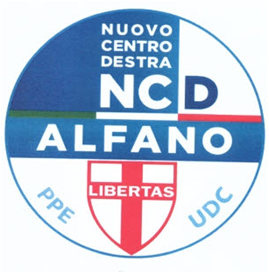 NUOVO
CENTRO
DESTRA
NCD
ALFANO
LIBERTAS
PPE
UDC